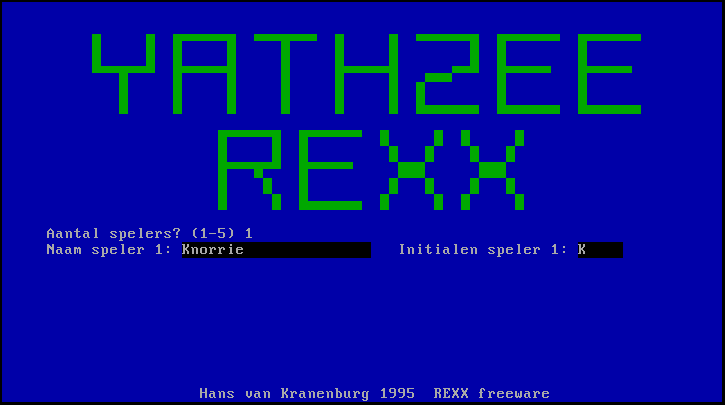 YATHZEE
REXX
Aantal spelers? (1-5) 1
Naam speler 1: Knorrie Initialen speler 1: K
Hans van Kranenburg 1995 REXX freeware